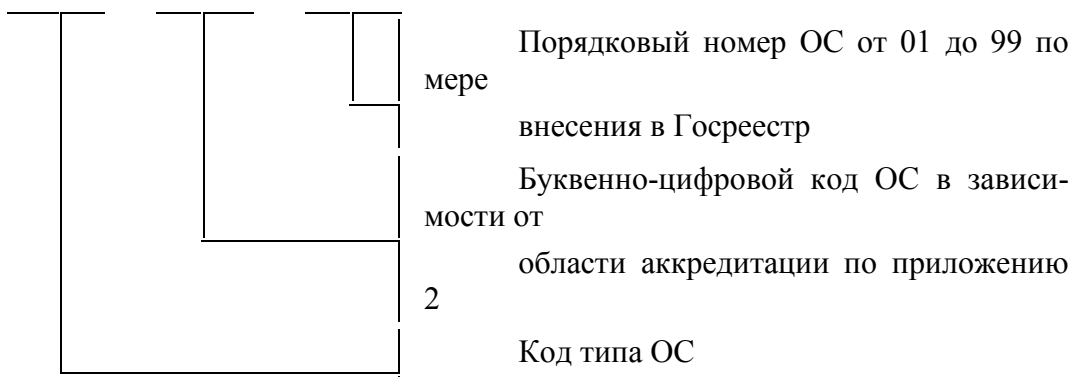 Порядковый номер ОС от 01 до 99 по
мере
внесения в Госреестр
Буквенно-цифровой код ОС в зависи-
мости от
области аккредитации по приложению
2
Код типа ОС